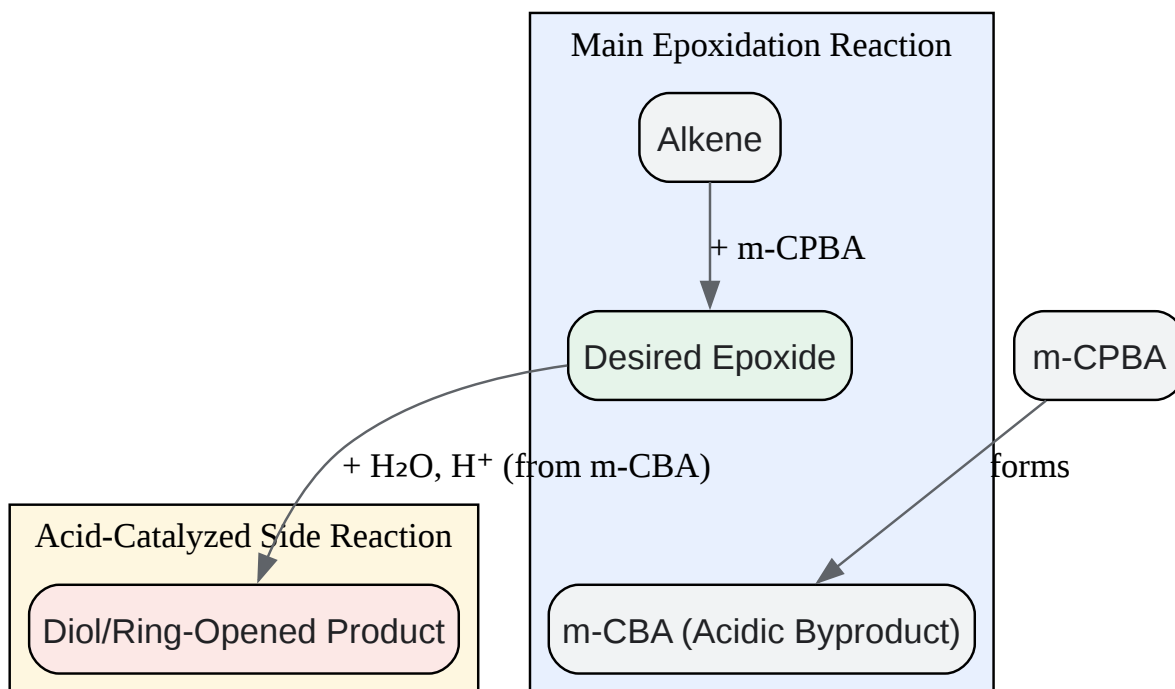 Main Epoxidation Reaction
Alkene
+ m-CPBA
Desired Epoxide
m-CPBA
+ H₂O, H⁺ (from m-CBA)
forms
Acid-Catalyzed Side Reaction
Diol/Ring-Opened Product
m-CBA (Acidic Byproduct)